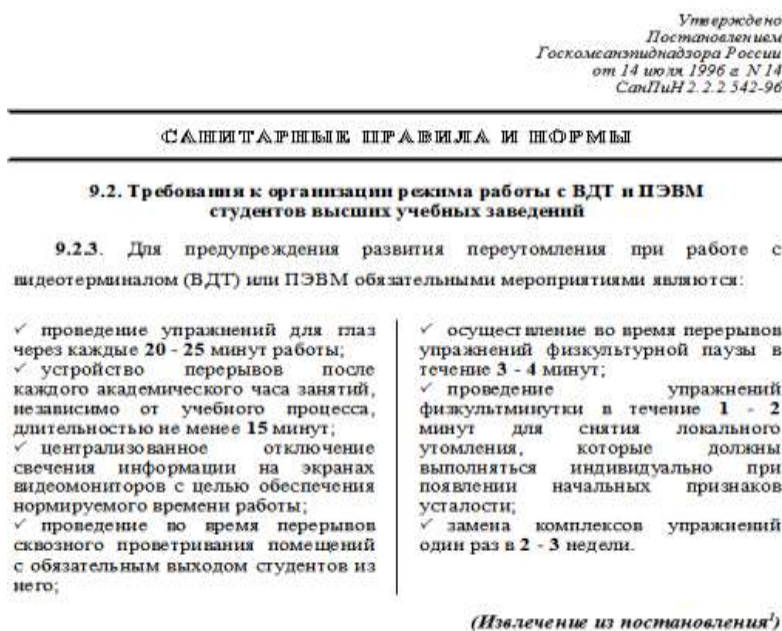 Утверждено
Постановлением
Госкомсанэпиднадзора России
от 14 июля 1996 г. N 14
СанПиН 2.2.2 542-96
САНИТАРНЫЕ ПРАВИЛА И НОРМЫ
9.2. Требования к организации режима работы с ВДТ и ПЭВМ
студентов высших учебных заведений
9.2.3. Для предупреждения развития переутомления при работе с
видеотерминалом (ВДТ) или ПЭВМ обязательными мероприятиями являются:
✓ проведение упражнений для глаз
через каждые 20 - 25 минут работы;
✓ устройство перерывов после
каждого академического часа занятий,
независимо от учебного процесса,
длительностью не менее 15 минут;
✓ централизованное отключение
свечения информации на экранах
видеомониторов с целью обеспечения
нормируемого времени работы;
✓ проведение во время перерывов
сквозного проветривания помещений
с обязательным выходом студентов из
него;
✓ осуществление во время перерывов
упражнений физкультурной паузы в
течение 3 - 4 минут;
✓ проведение упражнений
физкультминутки в течение 1 - 2
минут для снятия локального
утомления, которые должны
выполняться индивидуально при
появлении начальных признаков
усталости;
✓ замена комплексов упражнений
один раз в 2 - 3 недели.
(Извлечение из постановления¹)